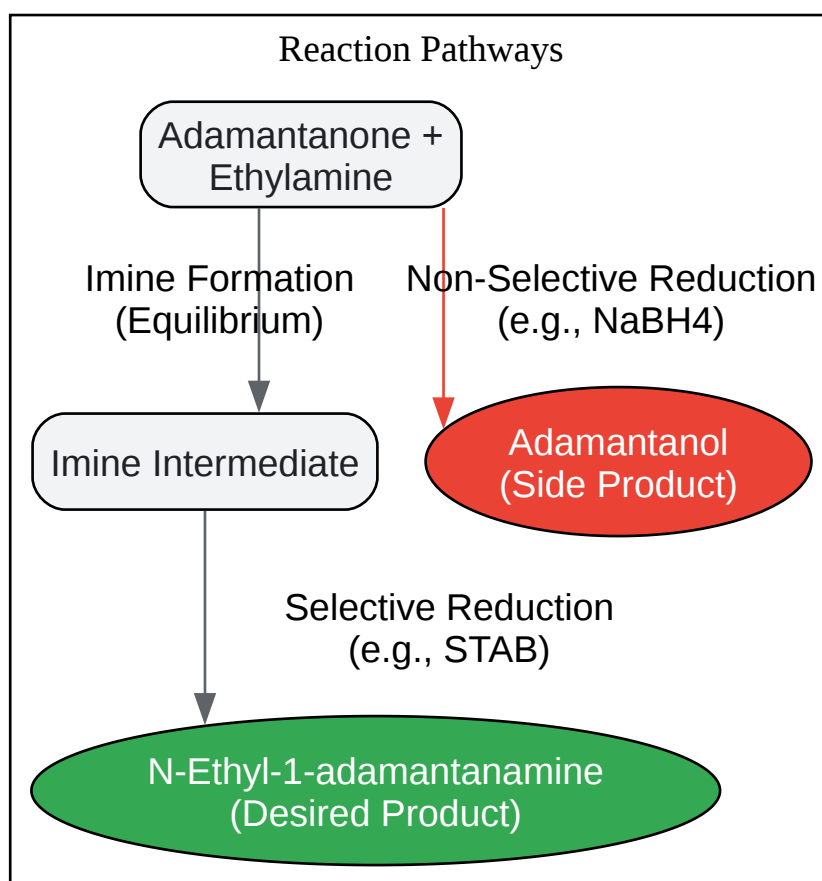 Reaction Pathways
Adamantanone +
Ethylamine
Imine Formation
(Equilibrium)
Non-Selective Reduction
(e.g., NaBH4)
Imine Intermediate
Adamantanol
(Side Product)
Selective Reduction
(e.g., STAB)
N-Ethyl-1-adamantanamine
(Desired Product)